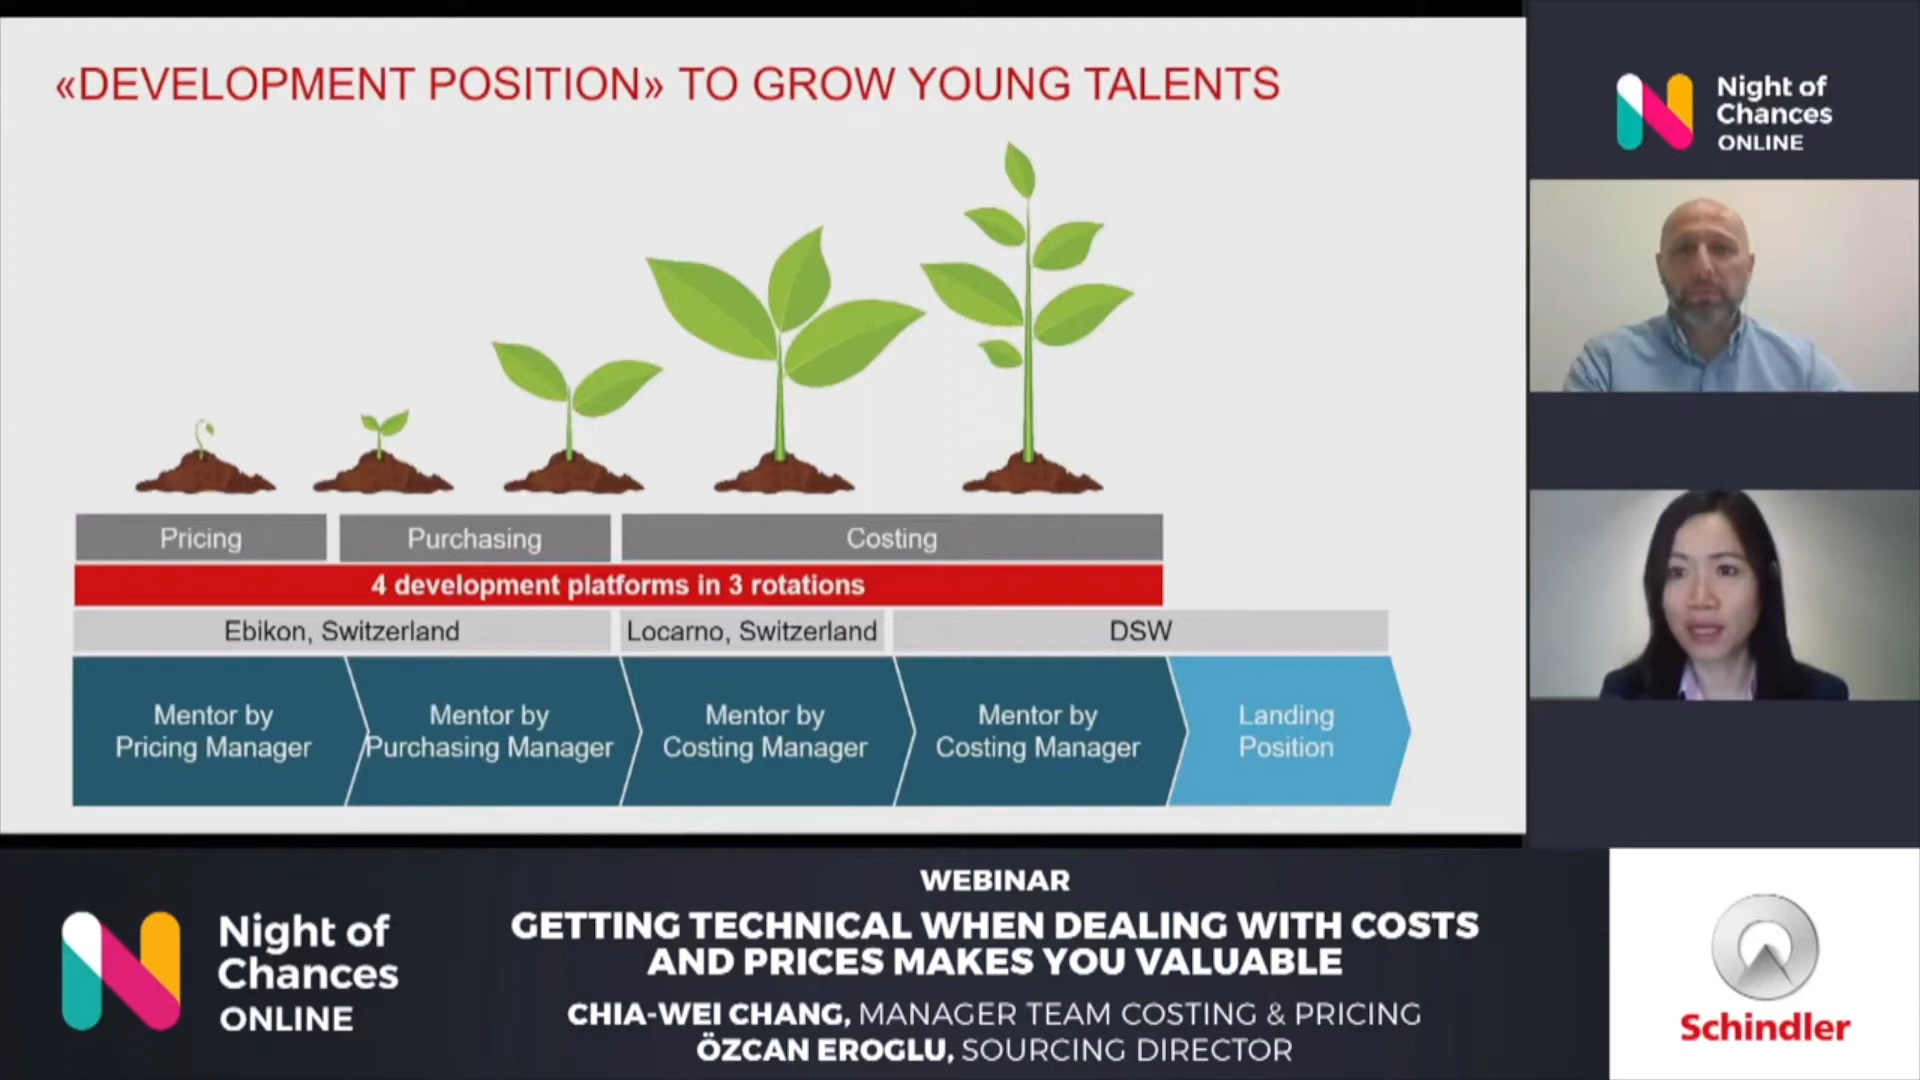 «DEVELOPMENT POSITION» TO GROW YOUNG TALENTS
Pricing
Purchasing
Costing
4 development platforms in 3 rotations
Ebikon, Switzerland
Locarno, Switzerland
DSW
Mentor by
Pricing Manager
Mentor by
Purchasing Manager
Mentor by
Costing Manager
Mentor by
Costing Manager
Landing
Position
Night of
Chances
ONLINE
Night of
Chances
ONLINE
WEBINAR
GETTING TECHNICAL WHEN DEALING WITH COSTS
AND PRICES MAKES YOU VALUABLE
CHIA-WEI CHANG, MANAGER TEAM COSTING & PRICING
ÖZCAN EROGLU, SOURCING DIRECTOR
Schindler